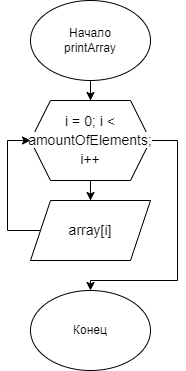 Начало
printArray
i = 0; i <
amountOfElements;
i++
array[i]
Конец